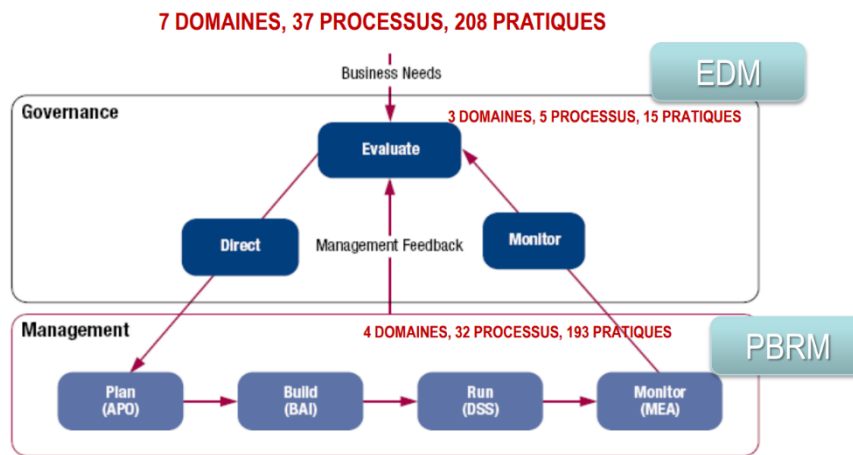 7 DOMAINES, 37 PROCESSUS, 208 PRATIQUES
EDM
Business Needs
Governance
3 DOMAINES, 5 PROCESSUS, 15 PRATIQUES
Evaluate
Direct
Management Feedback
Monitor
Management
4 DOMAINES, 32 PROCESSUS, 193 PRATIQUES
PBRM
Plan
(APO)
Build
(BAI)
Run
(DSS)
Monitor
(MEA)